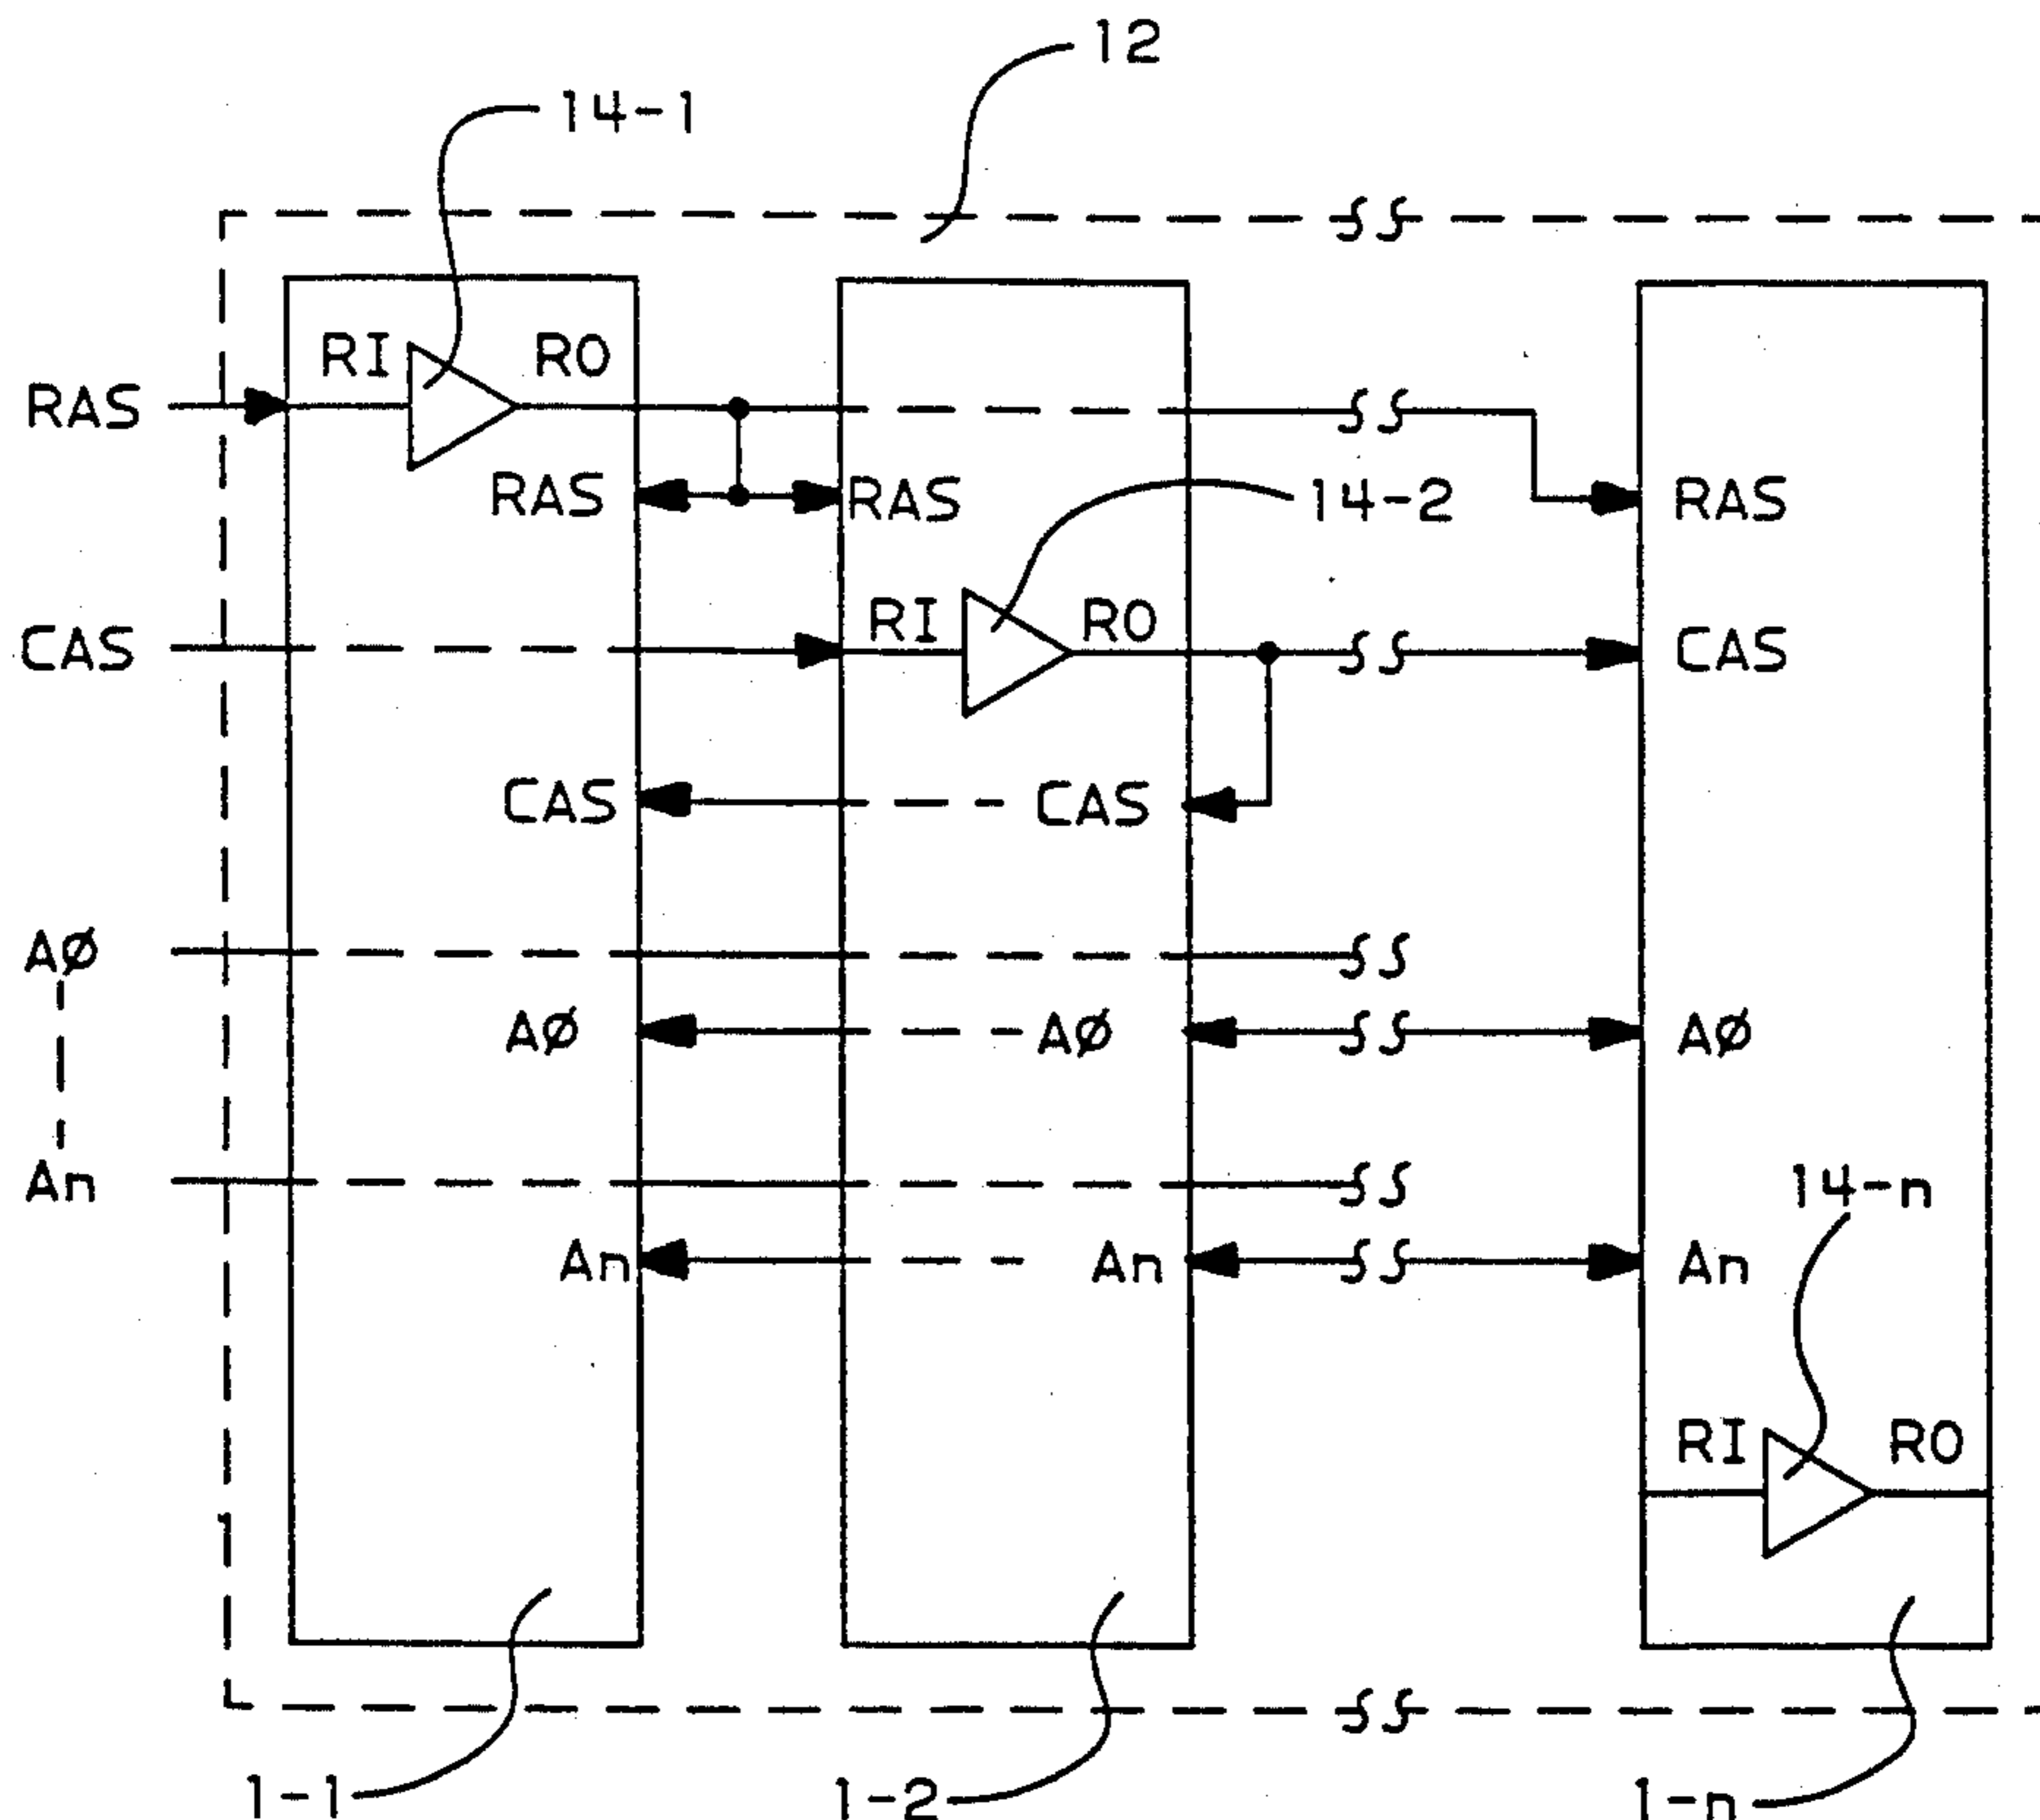 12
14-1
RI RO
RAS
RAS RAS 14-2 RAS
CAS RI RO CAS
CAS CAS
AØ
AØ AØ AØ
An 14-n
An An An
RI RO
1-1 1-2 1-n